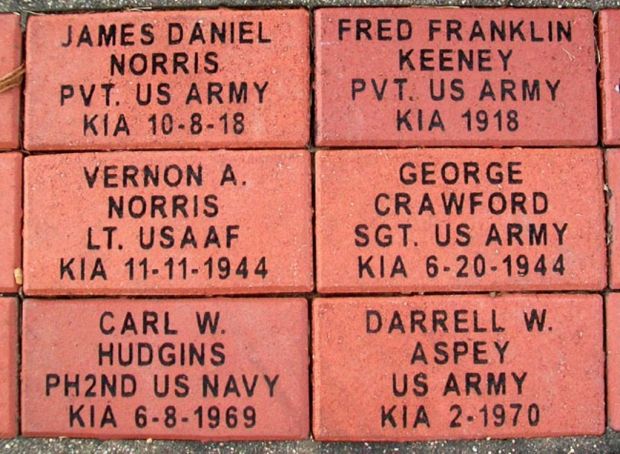 JAMES DANIEL
NORRIS
PVT. US ARMY
KIA 10-8-18
FRED FRANKLIN
KEENEY
PVT. US ARMY
KIA 1918
VERNON A.
NORRIS
LT. USAAF
KIA 11-11-1944
GEORGE
CRAWFORD
SGT. US ARMY
KIA 6-20-1944
CARL W.
HUDGINS
PH2ND US NAVY
KIA 6-8-1969
DARRELL W.
ASPEY
US ARMY
KIA 2-1970